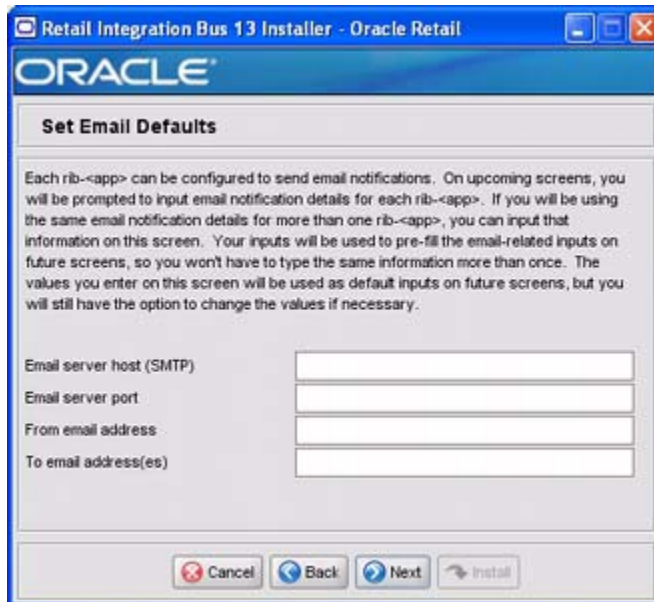 Retail Integration Bus 13 Installer - Oracle Retail
ORACLE
Set Email Defaults
Each rib-<app> can be configured to send email notifications. On upcoming screens, you
will be prompted to input email notification details for each rib-<app>. If you will be using
the same email notification details for more than one rib-<app>, you can input that
information on this screen. Your inputs will be used to pre-fill the email-related inputs on
future screens, so you won't have to type the same information more than once. The
values you enter on this screen will be used as default inputs on future screens, but you
will still have the option to change the values if necessary.
Email server host (SMTP)
Email server port
From email address
To email address(es)
Cancel Back Next Install